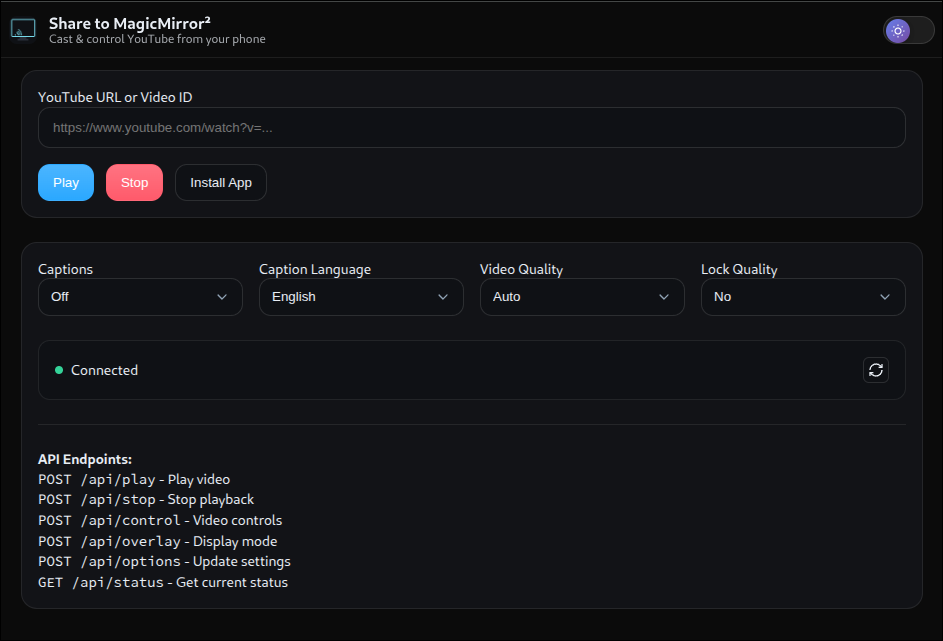 Share to MagicMirror²
Cast & control YouTube from your phone
YouTube URL or Video ID
https://www.youtube.com/watch?v=...
Play Stop Install App
Captions Caption Language Video Quality Lock Quality
Off English Auto No
Connected
API Endpoints:
POST /api/play - Play video
POST /api/stop - Stop playback
POST /api/control - Video controls
POST /api/overlay - Display mode
POST /api/options - Update settings
GET /api/status - Get current status